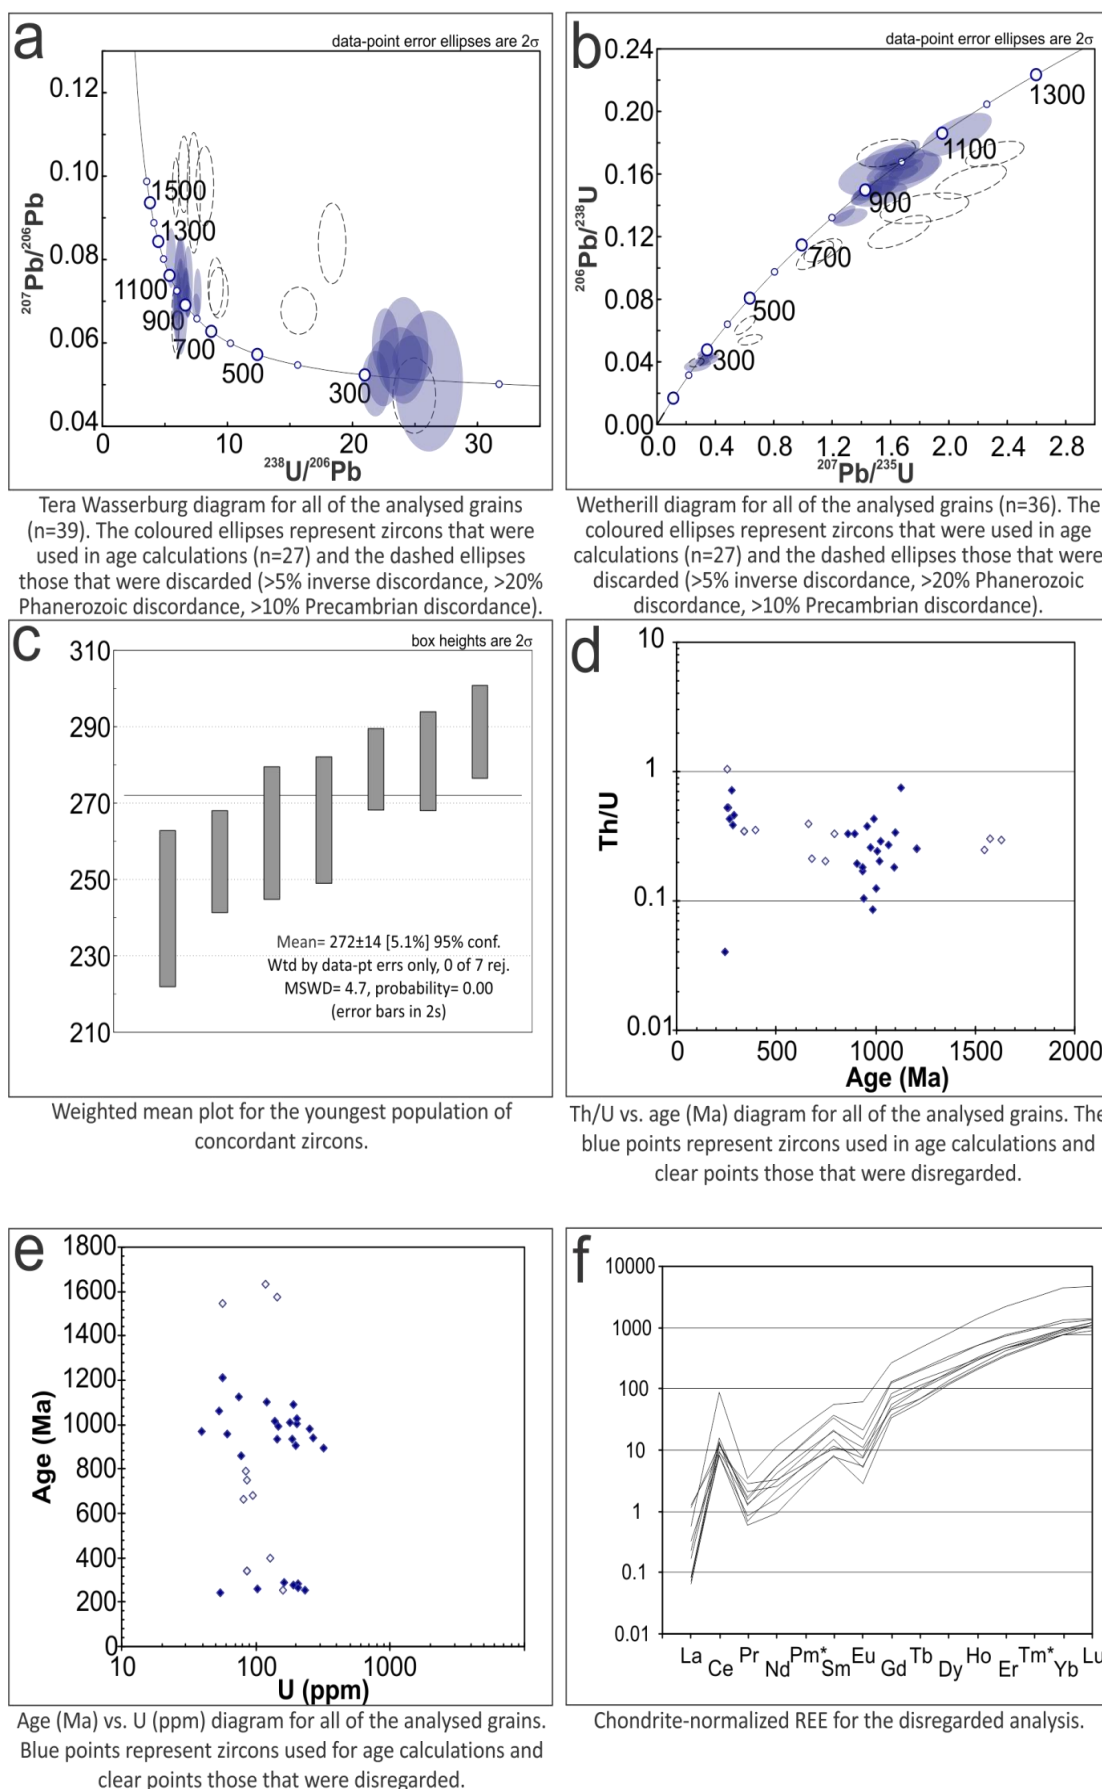 a
data-point error ellipses are 2σ
0.12
0.10
0.08
0.06
0.04
207Pb/206Pb
1500
1300
1100
900
700
500
300
0 10 20 30
238U/206Pb
Tera Wasserburg diagram for all of the analysed grains
(n=39). The coloured ellipses represent zircons that were
used in age calculations (n=27) and the dashed ellipses
those that were discarded (>5% inverse discordance, >20%
Phanerozoic discordance, >10% Precambrian discordance).
b
data-point error ellipses are 2σ
0.24
0.20
0.16
0.12
0.08
0.04
0.00
206Pb/238U
1300
1100
900
700
500
300
0.0 0.4 0.8 1.2 1.6 2.0 2.4 2.8
207Pb/235U
Wetherill diagram for all of the analysed grains (n=36). The
coloured ellipses represent zircons that were used in age
calculations (n=27) and the dashed ellipses those that were
discarded (>5% inverse discordance, >20% Phanerozoic
discordance, >10% Precambrian discordance).
c
box heights are 2σ
310
290
270
250
230
210
Mean= 272±14 [5.1%] 95% conf.
Wtd by data-pt errs only, 0 of 7 rej.
MSWD= 4.7, probability= 0.00
(error bars in 2s)
Weighted mean plot for the youngest population of
concordant zircons.
d
10
1
0.1
0.01
Th/U
0 500 1000 1500 2000
Age (Ma)
Th/U vs. age (Ma) diagram for all of the analysed grains. The
blue points represent zircons used in age calculations and
clear points those that were disregarded.
e
1800
1600
1400
1200
1000
800
600
400
200
0
Age (Ma)
10 100 1000
U (ppm)
Age (Ma) vs. U (ppm) diagram for all of the analysed grains.
Blue points represent zircons used for age calculations and
clear points those that were disregarded.
f
10000
1000
100
10
1
0.1
0.01
La Ce Pr Nd Pm* Sm Eu Gd Tb Dy Ho Er Tm* Yb Lu
Chondrite-normalized REE for the disregarded analysis.